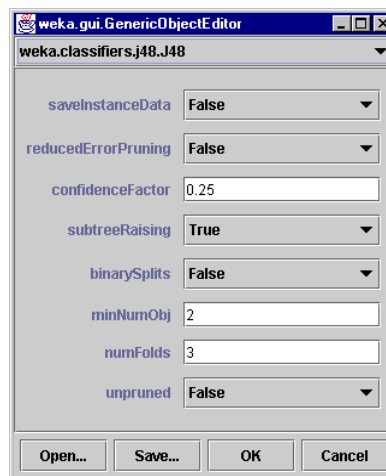 weka.gui.GenericObjectEditor
weka.classifiers.j48.J48
saveInstanceData False
reducedErrorPruning False
confidenceFactor 0.25
subtreeRaising True
binarySplits False
minNumObj 2
numFolds 3
unpruned False
Open... Save... OK Cancel